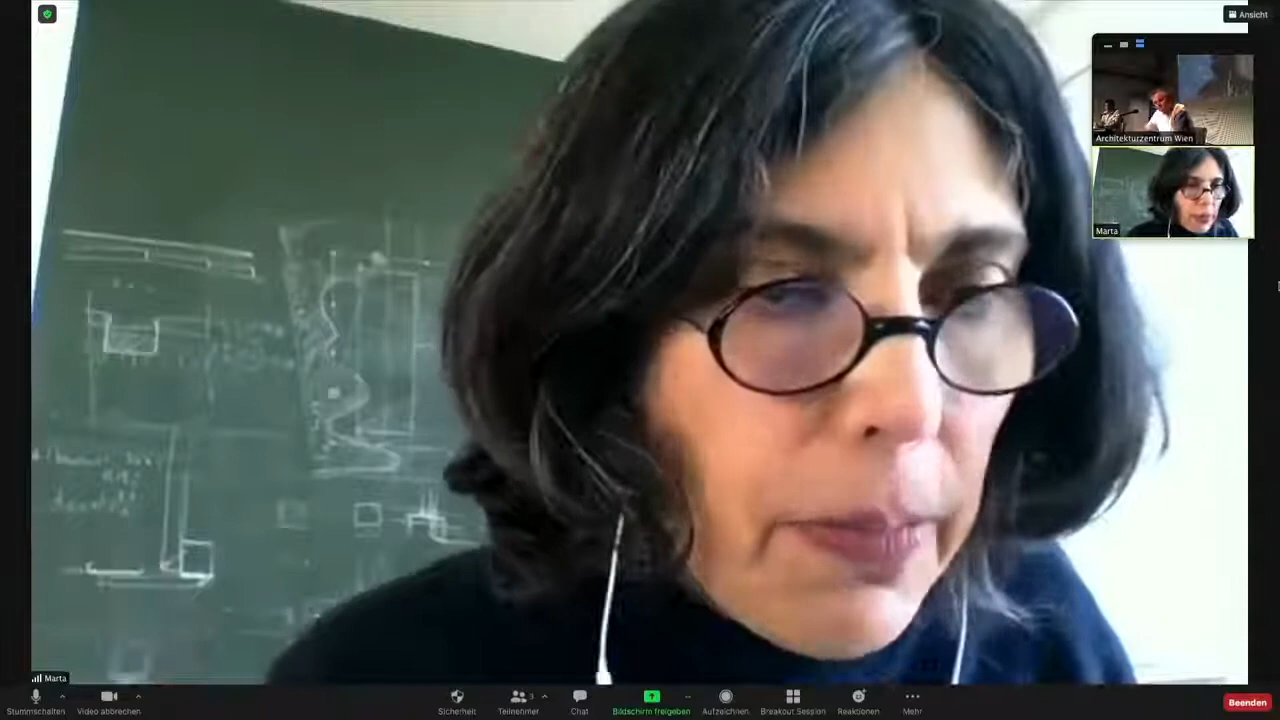 Ansicht
Architekturzentrum Wien
Marta
Marta
Stummschalten
Video abbrechen
Sicherheit
Teilnehmer
3
Chat
Bildschirm freigeben
Aufzeichnen
Breakout Session
Reaktionen
Mehr
Beenden